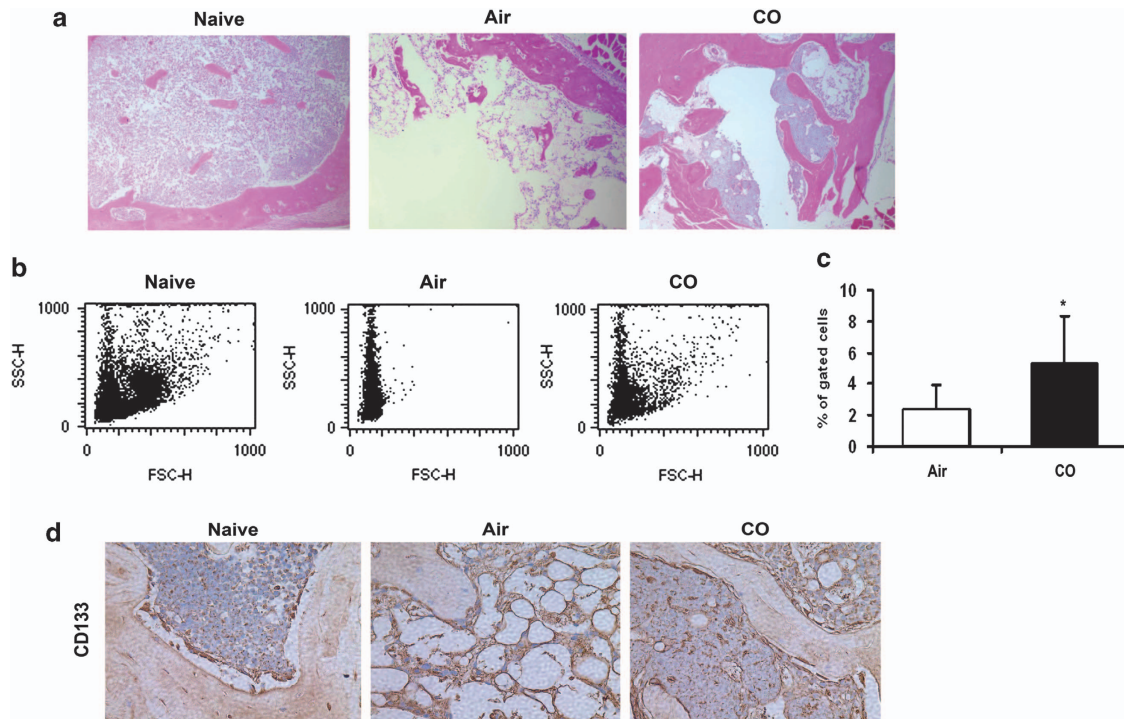 a
Naive
Air
CO
b
Naive
Air
CO
1000
SSC-H
0
0
1000
FSC-H
1000
SSC-H
0
0
1000
FSC-H
1000
SSC-H
0
0
1000
FSC-H
c
% of gated cells
10
8
6
4
2
0
*
Air
CO
d
Naive
Air
CO
CD133